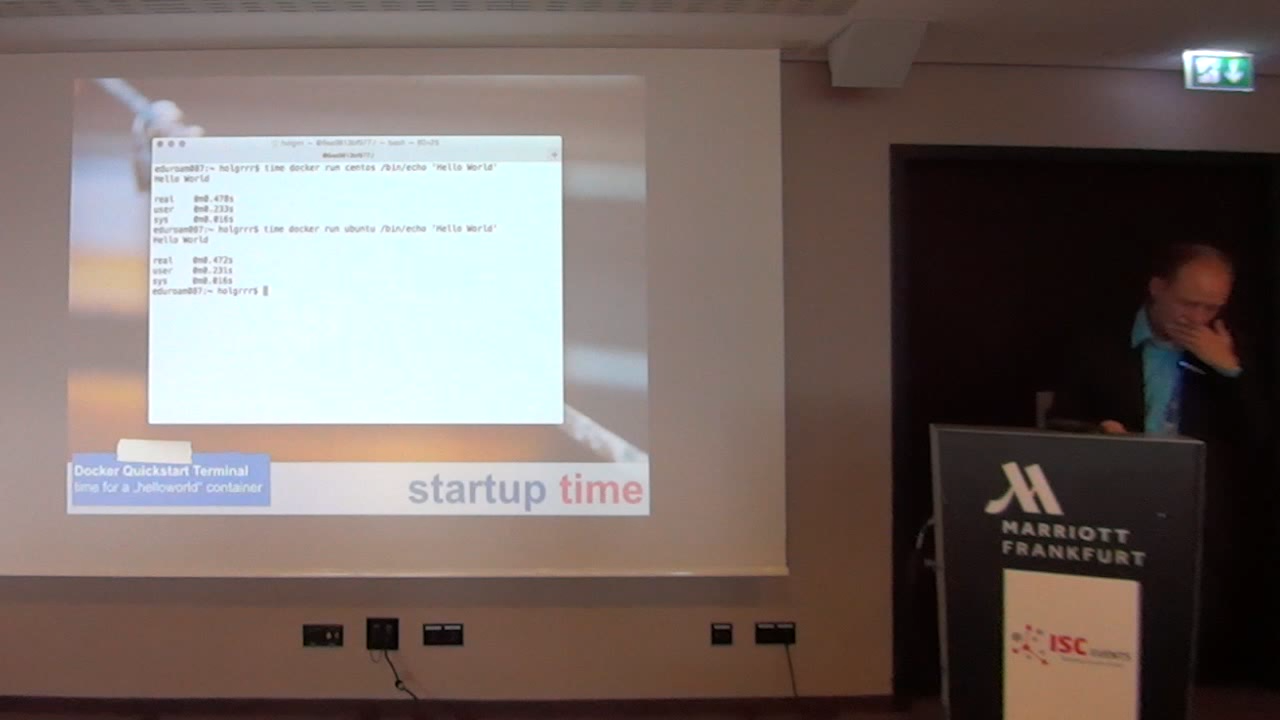 eduroam087:~ holgrrr$ time docker run centos /bin/echo 'Hello World'
Hello World
real 0m0.478s
user 0m0.233s
sys 0m0.016s
eduroam087:~ holgrrr$ time docker run ubuntu /bin/echo 'Hello World'
Hello World
real 0m0.472s
user 0m0.231s
sys 0m0.016s
eduroam087:~ holgrrr$
Docker Quickstart Terminal
time for a „helloworld" container
startup time
MARRIOTT
FRANKFURT
ISC EVENTS